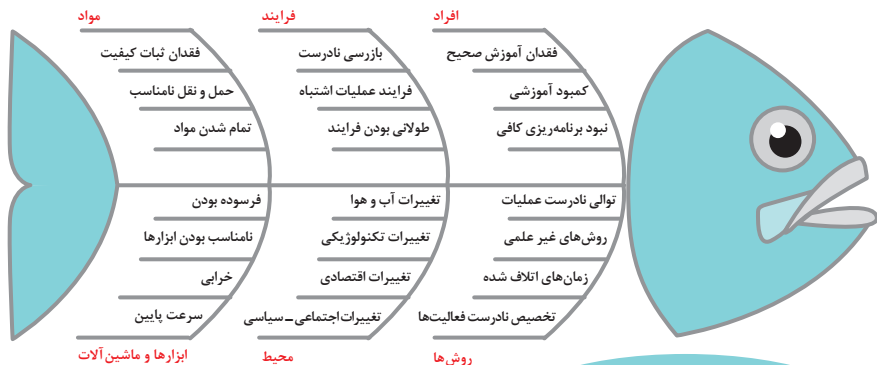 افراد
فقدان آموزش صحیح
کمبود آموزشی
نبود برنامه‌ریزی کافی
فرایند
بازرسی نادرست
فرایند عملیات اشتباه
طولانی بودن فرایند
مواد
فقدان ثبات کیفیت
حمل و نقل نامناسب
تمام شدن مواد
توالی نادرست عملیات
روش‌های غیر علمی
زمان‌های اتلاف شده
تخصیص نادرست فعالیت‌ها
روش‌ها
تغییرات آب و هوا
تغییرات تکنولوژیکی
تغییرات اقتصادی
تغییرات اجتماعی ـ سیاسی
محیط
فرسوده بودن
نامناسب بودن ابزارها
خرابی
سرعت پایین
ابزارها و ماشین آلات